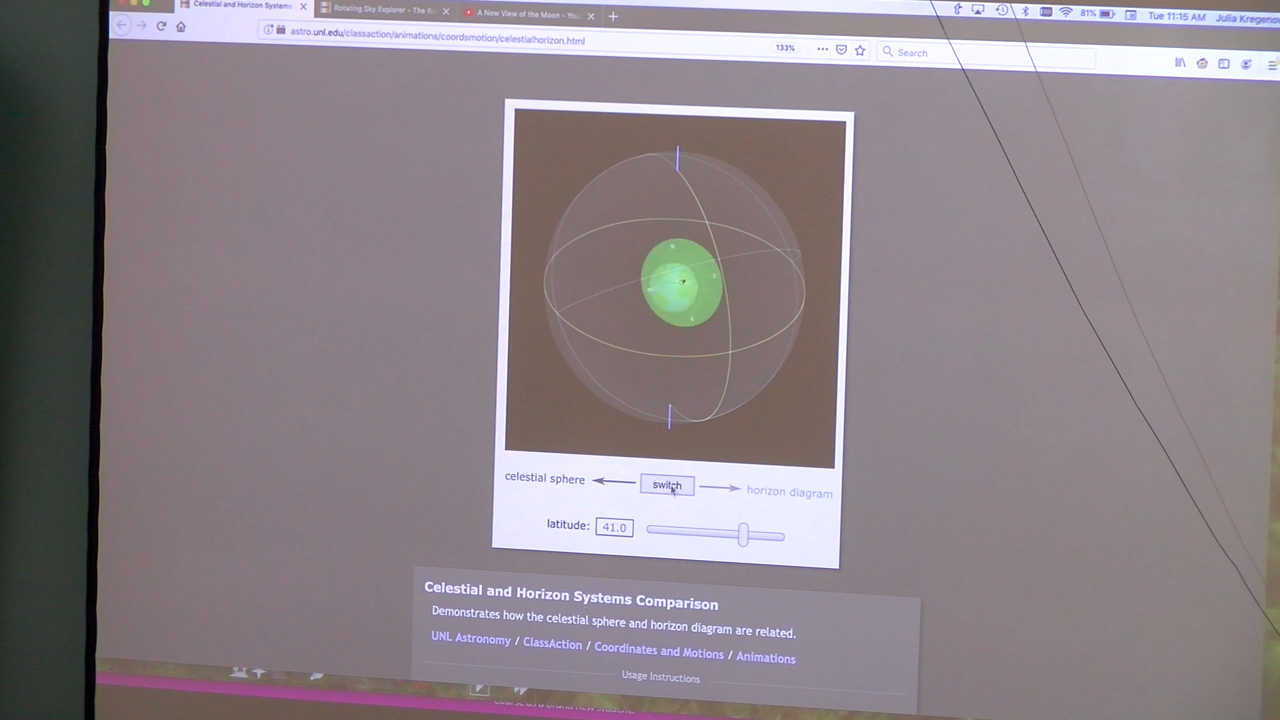 Celestial and Horizon Systems
Rotating Sky Explorer - The R
A New View of the Moon - You
81%
Tue 11:15 AM
Julia Kregeno
astro.unl.edu/classaction/animations/coordsmotion/celestialhorizon.html
133%
Search
celestial sphere
switch
horizon diagram
latitude: 41.0
Celestial and Horizon Systems Comparison
Demonstrates how the celestial sphere and horizon diagram are related.
UNL Astronomy / ClassAction / Coordinates and Motions / Animations
Usage Instructions